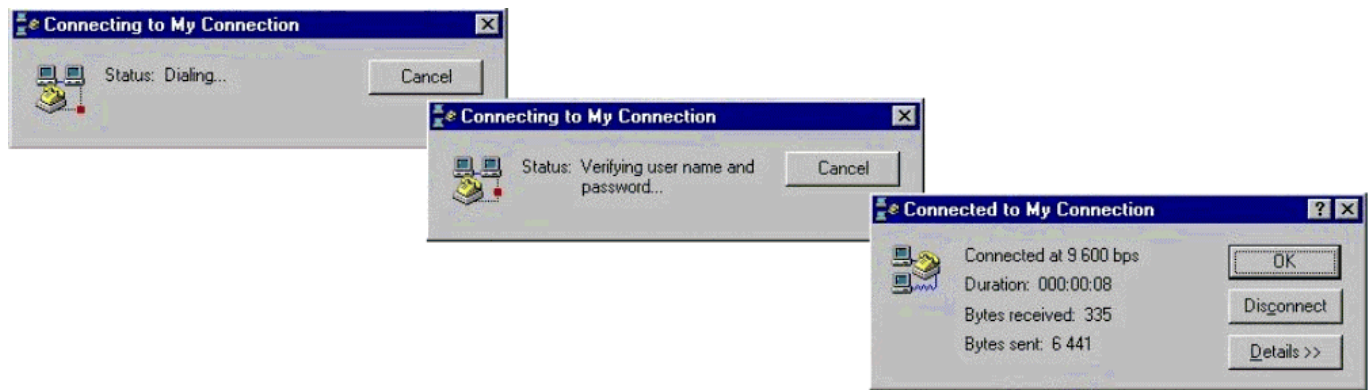 Connecting to My Connection
Status: Dialing...
Cancel
Connecting to My Connection
Status: Verifying user name and
password...
Cancel
Connected to My Connection
Connected at 9 600 bps
OK
Duration: 000:00:08
Disconnect
Bytes received: 335
Bytes sent: 6 441
Details >>